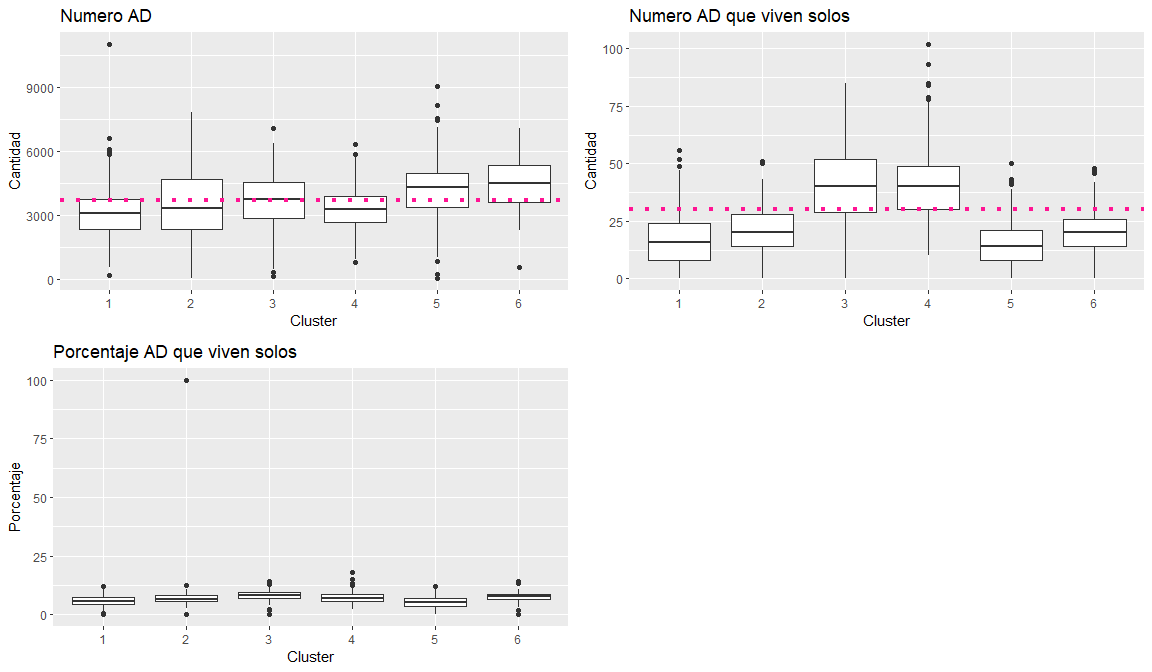 Numero AD
Cantidad
9000
6000
3000
0
1 2 3 4 5 6
Cluster
Numero AD que viven solos
Cantidad
100
75
50
25
0
1 2 3 4 5 6
Cluster
Porcentaje AD que viven solos
Porcentaje
100
75
50
25
0
1 2 3 4 5 6
Cluster